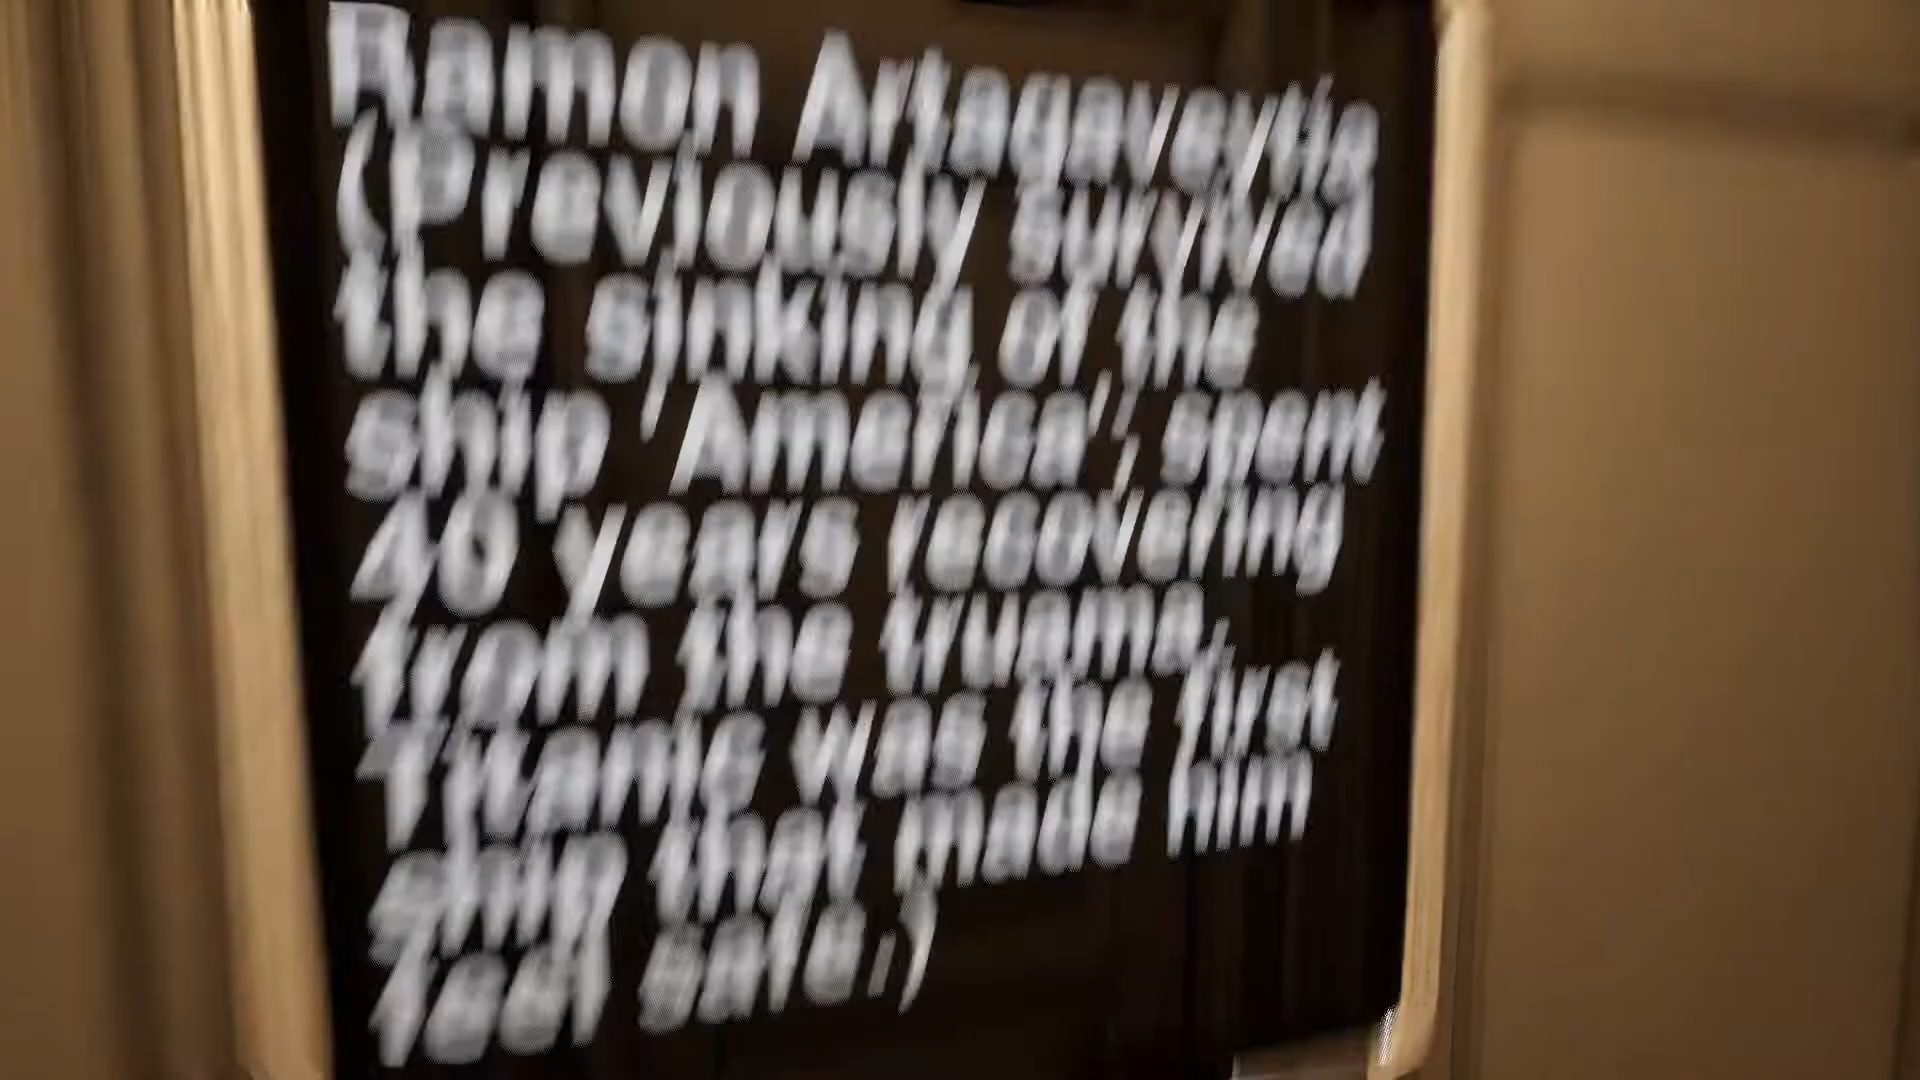 Ramon Artagaveytia
(Previously survived
the sinking of the
ship 'America', spent
40 years recovering
from the truama,
Titanic was the first
ship that made him
feel safe.)